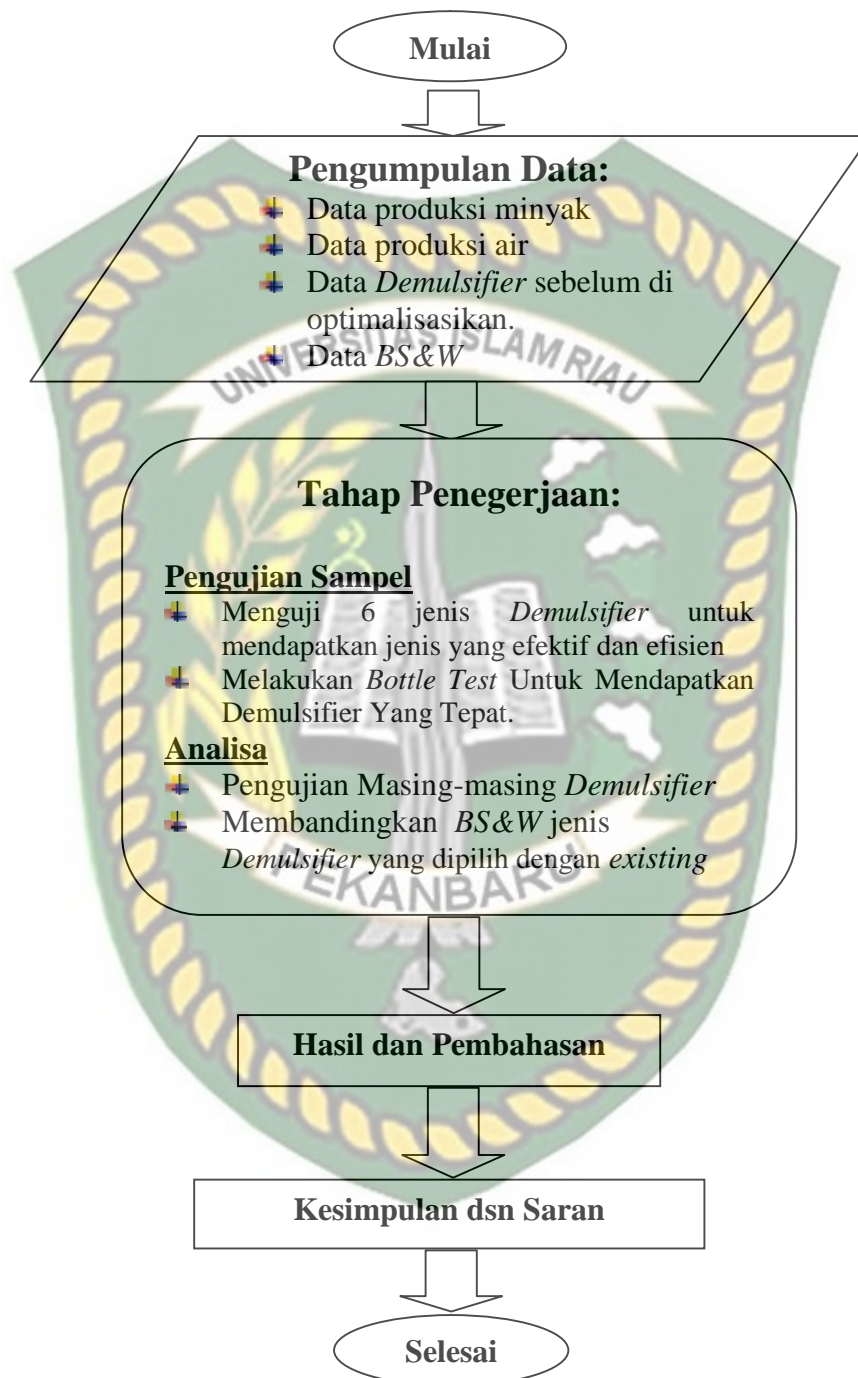 Mulai
Pengumpulan Data:
Data produksi minyak
Data produksi air
Data Demulsifier sebelum di
optimalisasikan.
Data BS&W
UNIVERSITAS ISLAM RIAU
Tahap Penegerjaan:
Pengujian Sampel
Menguji 6 jenis Demulsifier untuk
mendapatkan jenis yang efektif dan efisien
Melakukan Bottle Test Untuk Mendapatkan
Demulsifier Yang Tepat.
Analisa
Pengujian Masing-masing Demulsifier
Membandingkan BS&W jenis
Demulsifier yang dipilih dengan existing
PEKANBARU
Hasil dan Pembahasan
Kesimpulan dsn Saran
Selesai